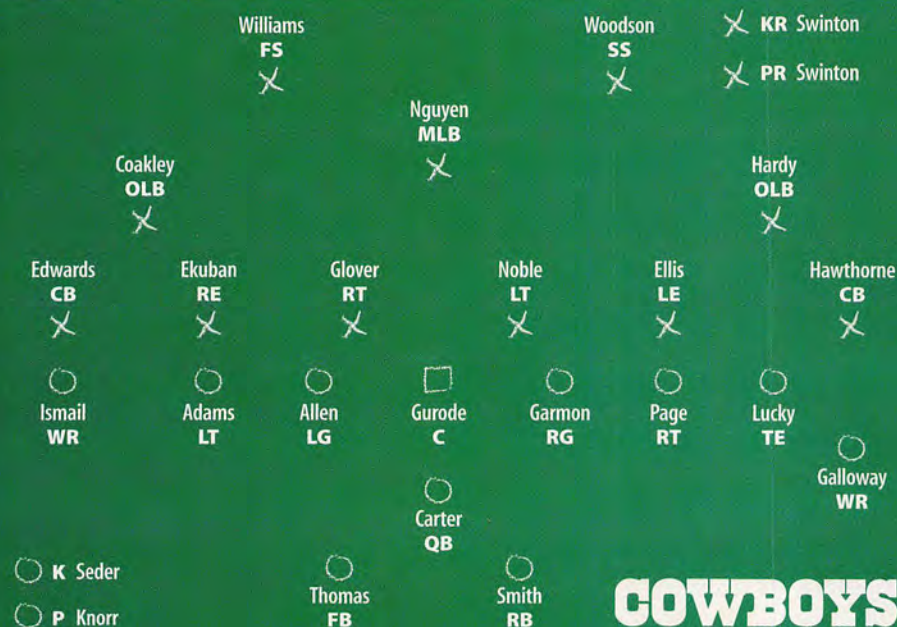 Williams
FS
Woodson
SS
KR Swinton
PR Swinton
Nguyen
MLB
Coakley
OLB
Hardy
OLB
Edwards
CB
Ekuban
RE
Glover
RT
Noble
LT
Ellis
LE
Hawthorne
CB
Ismail
WR
Adams
LT
Allen
LG
Gurode
C
Garmon
RG
Page
RT
Lucky
TE
Galloway
WR
Carter
QB
K Seder
P Knorr
Thomas
FB
Smith
RB
COWBOYS